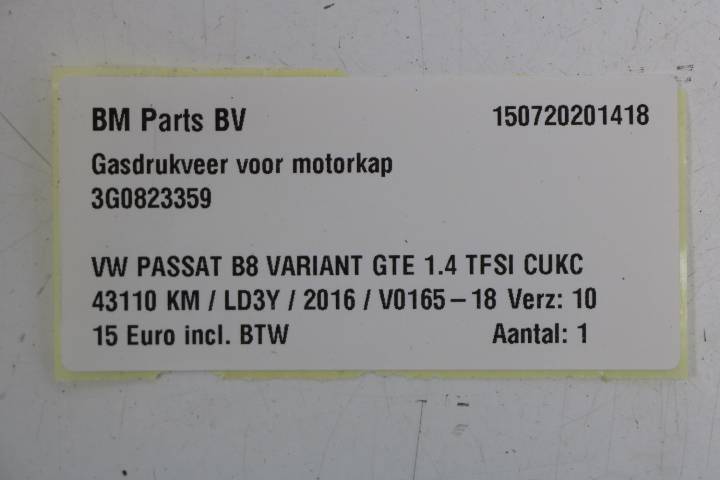 BM Parts BV 150720201418
Gasdrukveer voor motorkap
3G0823359
VW PASSAT B8 VARIANT GTE 1.4 TFSI CUKC
43110 KM / LD3Y / 2016 / V0165-18 Verz: 10
15 Euro incl. BTW Aantal: 1